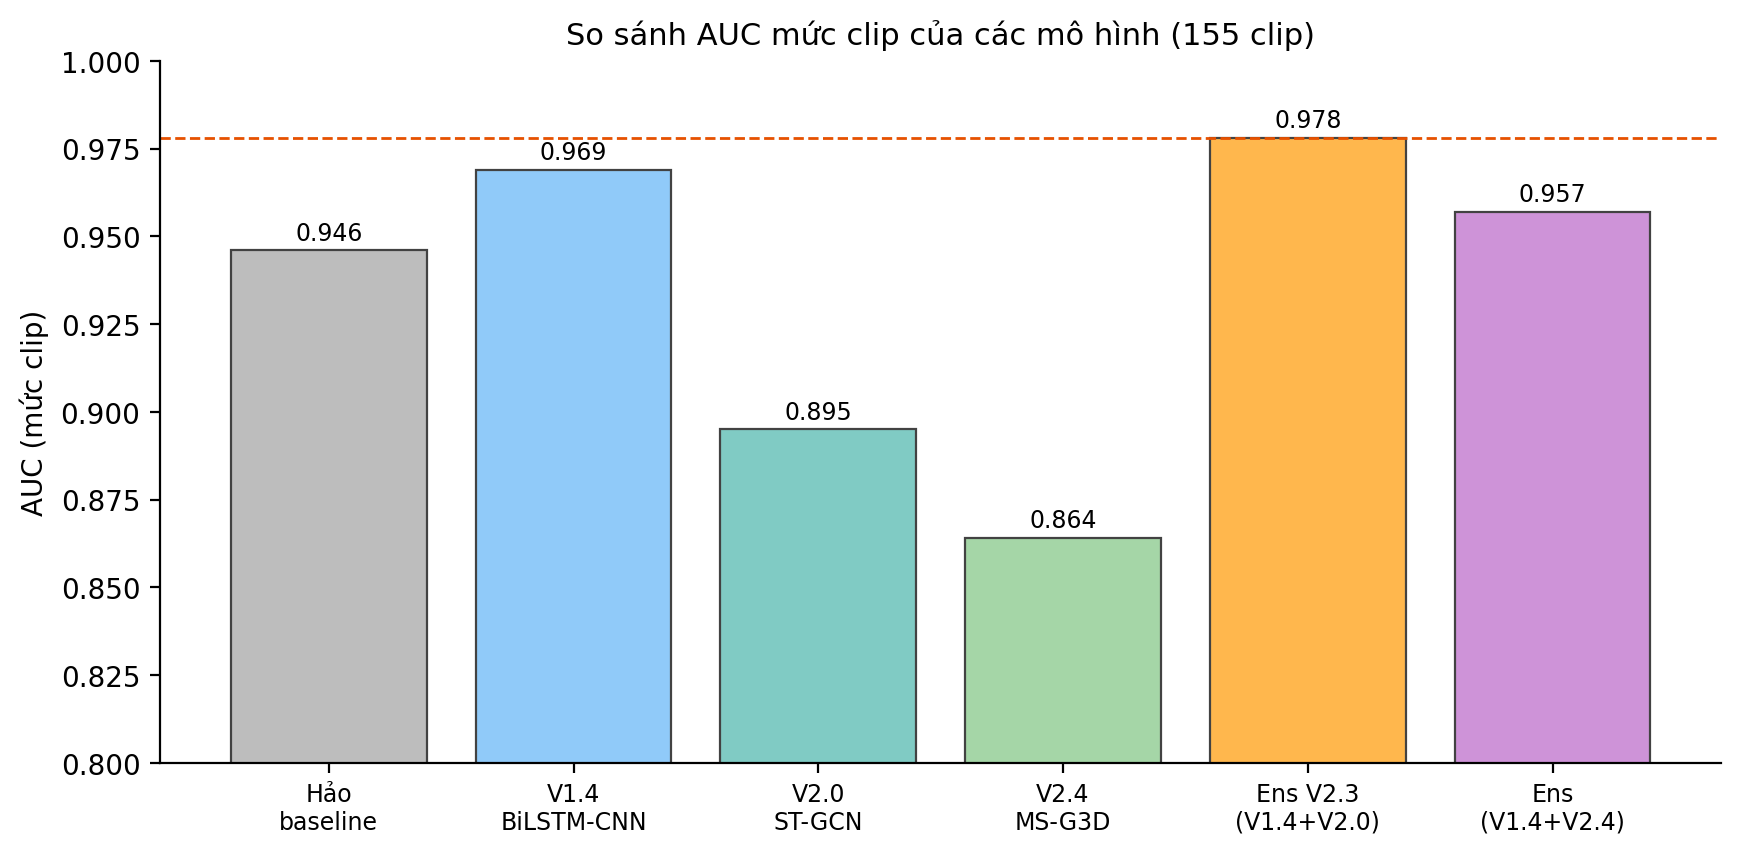 So sánh AUC mức clip của các mô hình (155 clip)
AUC (mức clip)
1.000
0.975
0.950
0.925
0.900
0.875
0.850
0.825
0.800
0.946
0.969
0.895
0.864
0.978
0.957
Hảo
baseline
V1.4
BiLSTM-CNN
V2.0
ST-GCN
V2.4
MS-G3D
Ens V2.3
(V1.4+V2.0)
Ens
(V1.4+V2.4)